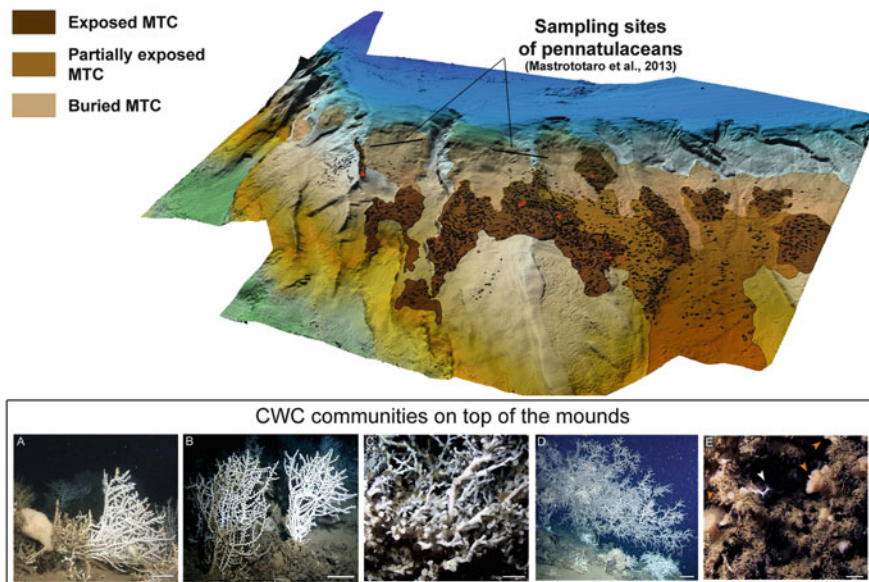 Exposed MTC
Partially exposed
MTC
Buried MTC
Sampling sites
of pennatulaceans
(Mastrototaro et al., 2013)
CWC communities on top of the mounds
A
B
C
D
E